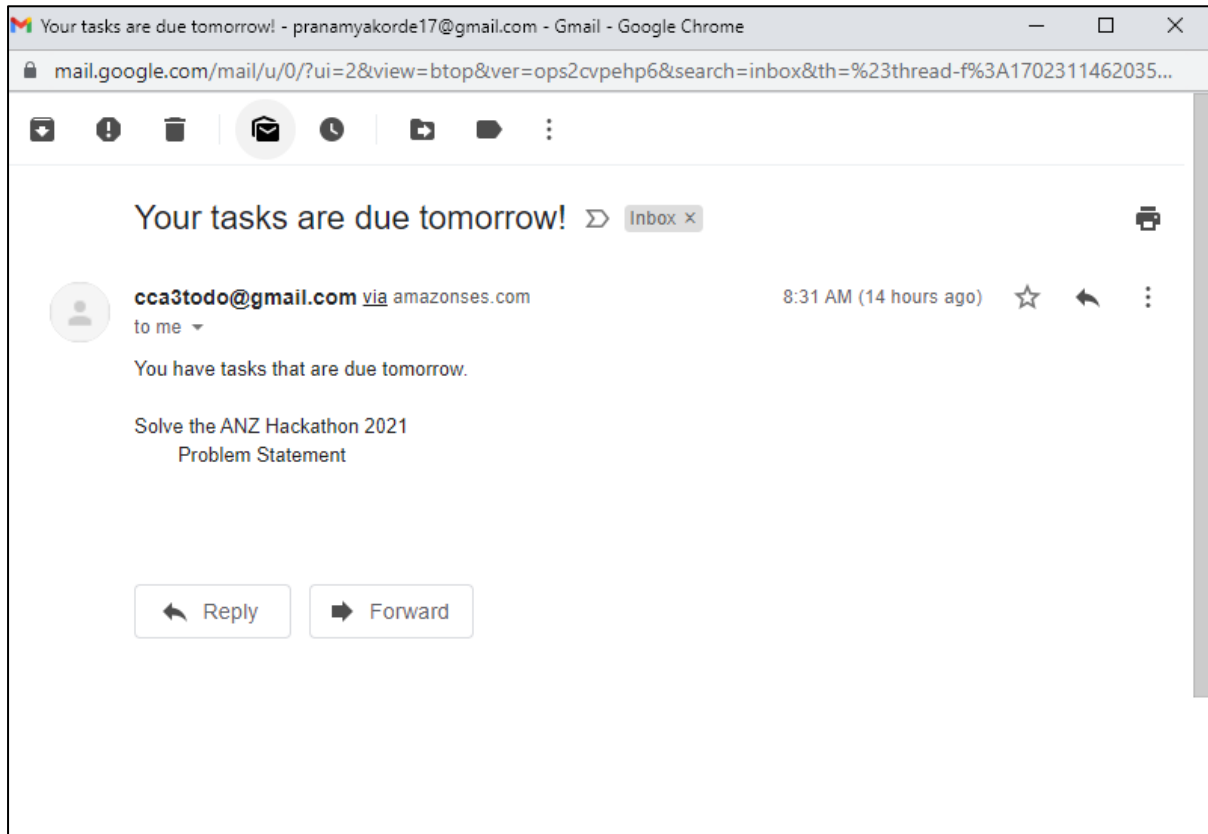 Your tasks are due tomorrow! - pranamyakorde17@gmail.com - Gmail - Google Chrome
mail.google.com/mail/u/0/?ui=2&view=btop&ver=ops2cvpehp6&search=inbox&th=%23thread-f%3A1702311462035...
Your tasks are due tomorrow! Inbox ×
cca3todo@gmail.com via amazonses.com 8:31 AM (14 hours ago)
to me
You have tasks that are due tomorrow.
Solve the ANZ Hackathon 2021
Problem Statement
Reply Forward